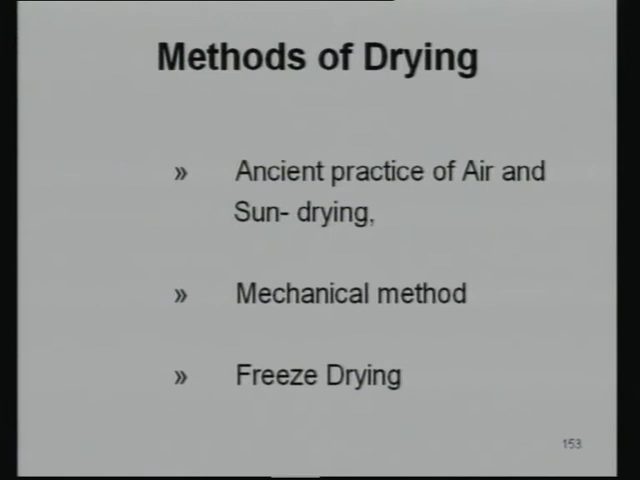 Methods of Drying
» Ancient practice of Air and
Sun- drying,
» Mechanical method
» Freeze Drying
153